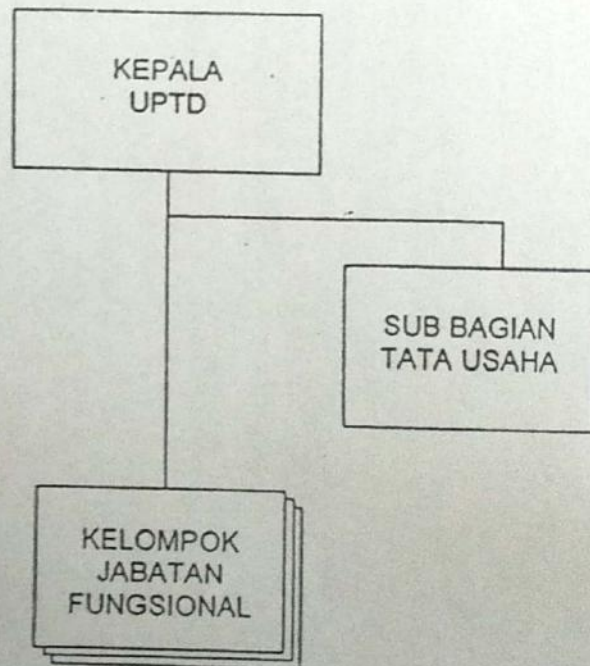 KEPALA
UPTD
SUB BAGIAN
TATA USAHA
KELOMPOK
JABATAN
FUNGSIONAL